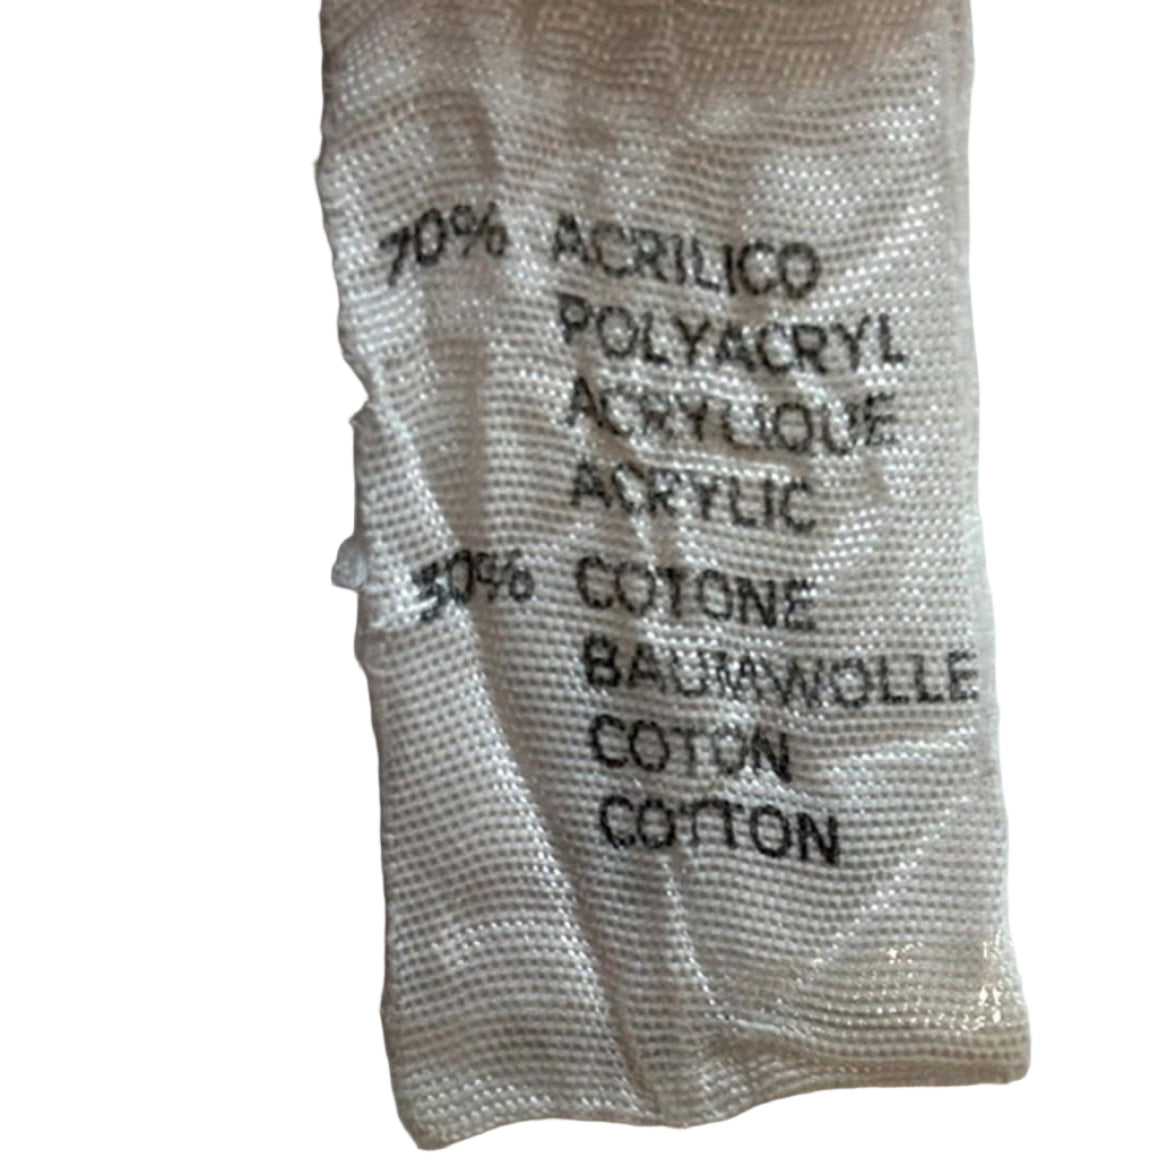 70% ACRILICO
POLYACRYL
ACRYLIQUE
ACRYLIC
30% COTONE
BAUMWOLLE
COTON
COTTON